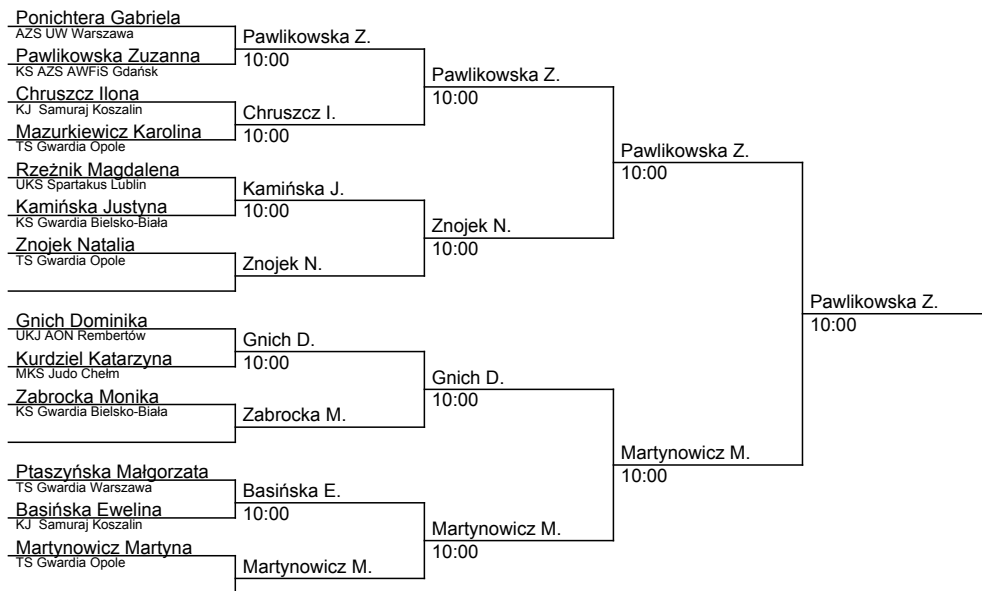 Ponichtera Gabriela
AZS UW Warszawa
Pawlikowska Z.
10:00
Pawlikowska Zuzanna
KS AZS AWFiS Gdańsk
Pawlikowska Z.
10:00
Chruszcz Ilona
KJ Samuraj Koszalin
Chruszcz I.
10:00
Mazurkiewicz Karolina
TS Gwardia Opole
Pawlikowska Z.
10:00
Rzeżnik Magdalena
UKS Spartakus Lublin
Kamińska J.
10:00
Kamińska Justyna
KS Gwardia Bielsko-Biała
Znojek N.
10:00
Znojek Natalia
TS Gwardia Opole
Znojek N.
Pawlikowska Z.
10:00
Gnich Dominika
UKJ AON Rembertów
Gnich D.
10:00
Kurdziel Katarzyna
MKS Judo Chełm
Gnich D.
10:00
Zabrocka Monika
KS Gwardia Bielsko-Biała
Zabrocka M.
Martynowicz M.
10:00
Ptaszyńska Małgorzata
TS Gwardia Warszawa
Basińska E.
10:00
Basińska Ewelina
KJ Samuraj Koszalin
Martynowicz M.
10:00
Martynowicz Martyna
TS Gwardia Opole
Martynowicz M.